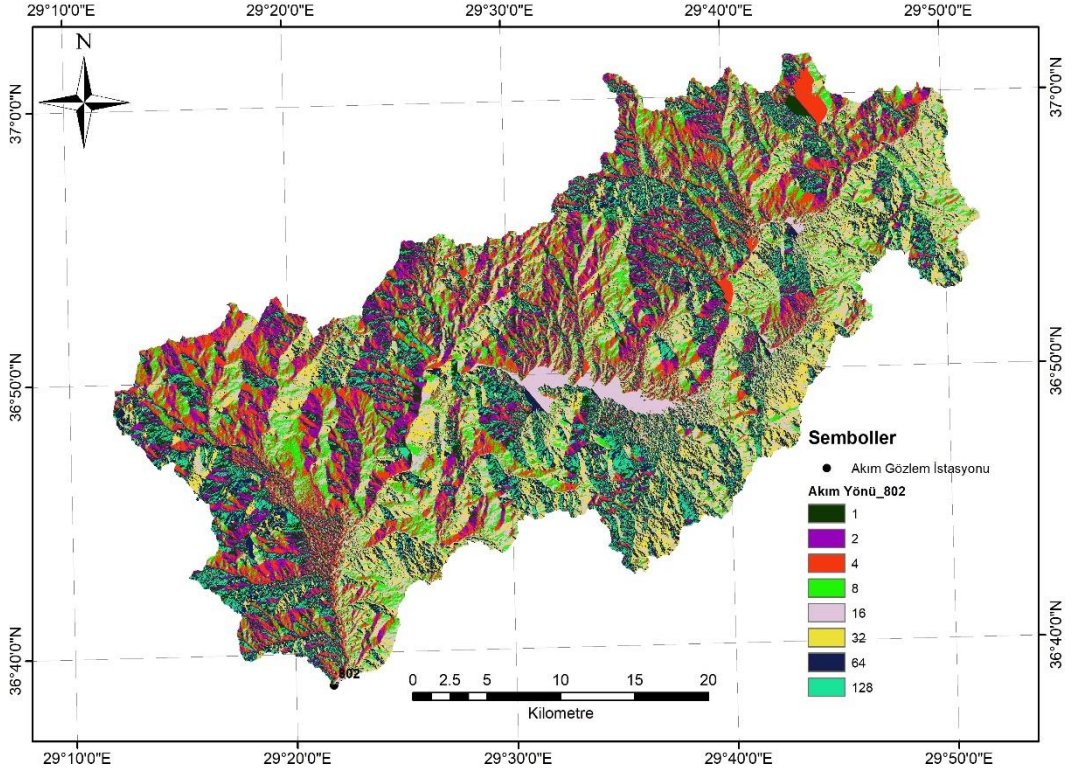 29°10'0"E 29°20'0"E 29°30'0"E 29°40'0"E 29°50'0"E
N
37°0'0"N 37°0'0"N
36°50'0"N 36°50'0"N
Semboller
Akım Gözlem İstasyonu
Akım Yönü_802
1
2
4
8
16
32
64
128
36°40'0"N 36°40'0"N
802
0 2.5 5 10 15 20
Kilometre
29°10'0"E 29°20'0"E 29°30'0"E 29°40'0"E 29°50'0"E